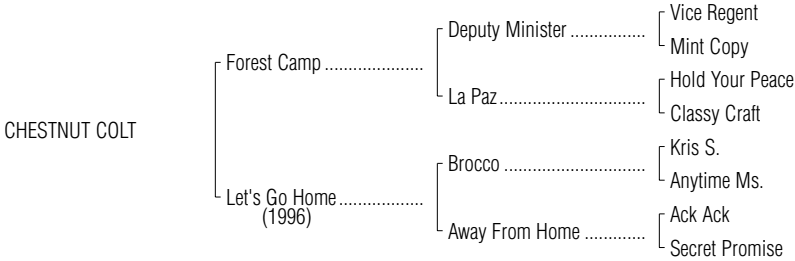 Vice Regent
Deputy Minister ................
Mint Copy
Forest Camp .....................
Hold Your Peace
La Paz...............................
Classy Craft
CHESTNUT COLT
Kris S.
Brocco ..............................
Anytime Ms.
Let's Go Home ..................
(1996)
Ack Ack
Away From Home .............
Secret Promise